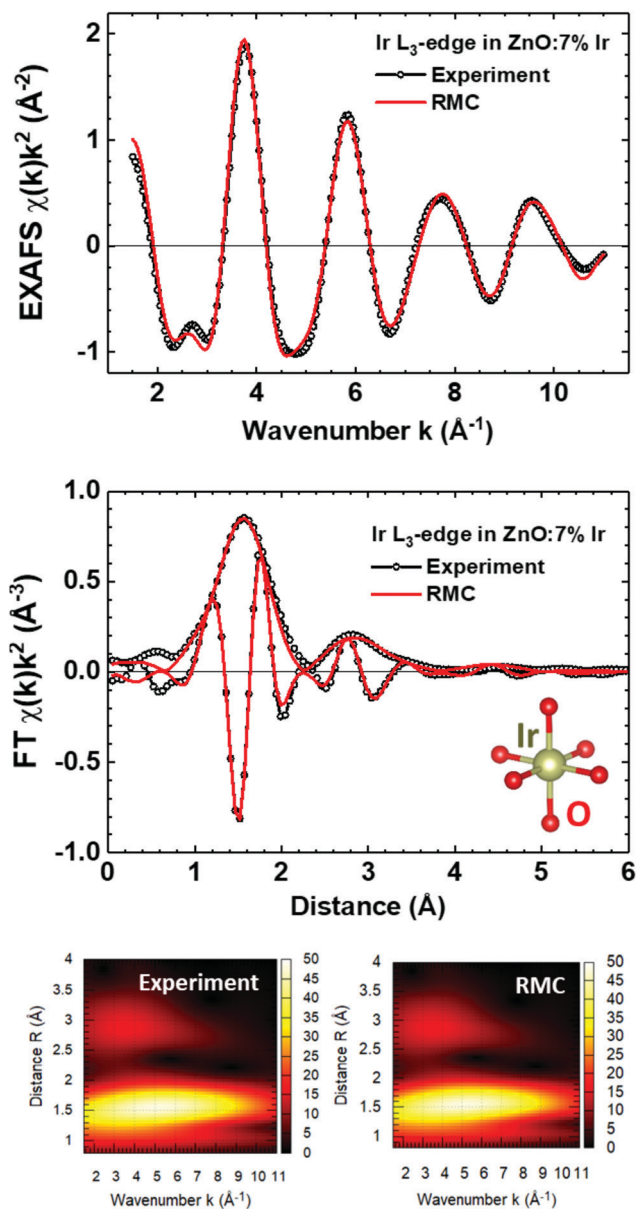 EXAFS χ(k)k² (Å⁻²)
2
1
0
-1
Ir L₃-edge in ZnO:7% Ir
Experiment
RMC
2 4 6 8 10
Wavenumber k (Å⁻¹)
FT χ(k)k² (Å⁻³)
1.0
0.5
0.0
-0.5
-1.0
Ir L₃-edge in ZnO:7% Ir
Experiment
RMC
Ir
O
0 1 2 3 4 5 6
Distance (Å)
Distance R (Å)
4
3.5
3
2.5
2
1.5
1
Experiment
50
45
40
35
30
25
20
15
10
5
0
2 3 4 5 6 7 8 9 10 11
Wavenumber k (Å⁻¹)
Distance R (Å)
4
3.5
3
2.5
2
1.5
1
RMC
50
45
40
35
30
25
20
15
10
5
0
2 3 4 5 6 7 8 9 10 11
Wavenumber k (Å⁻¹)